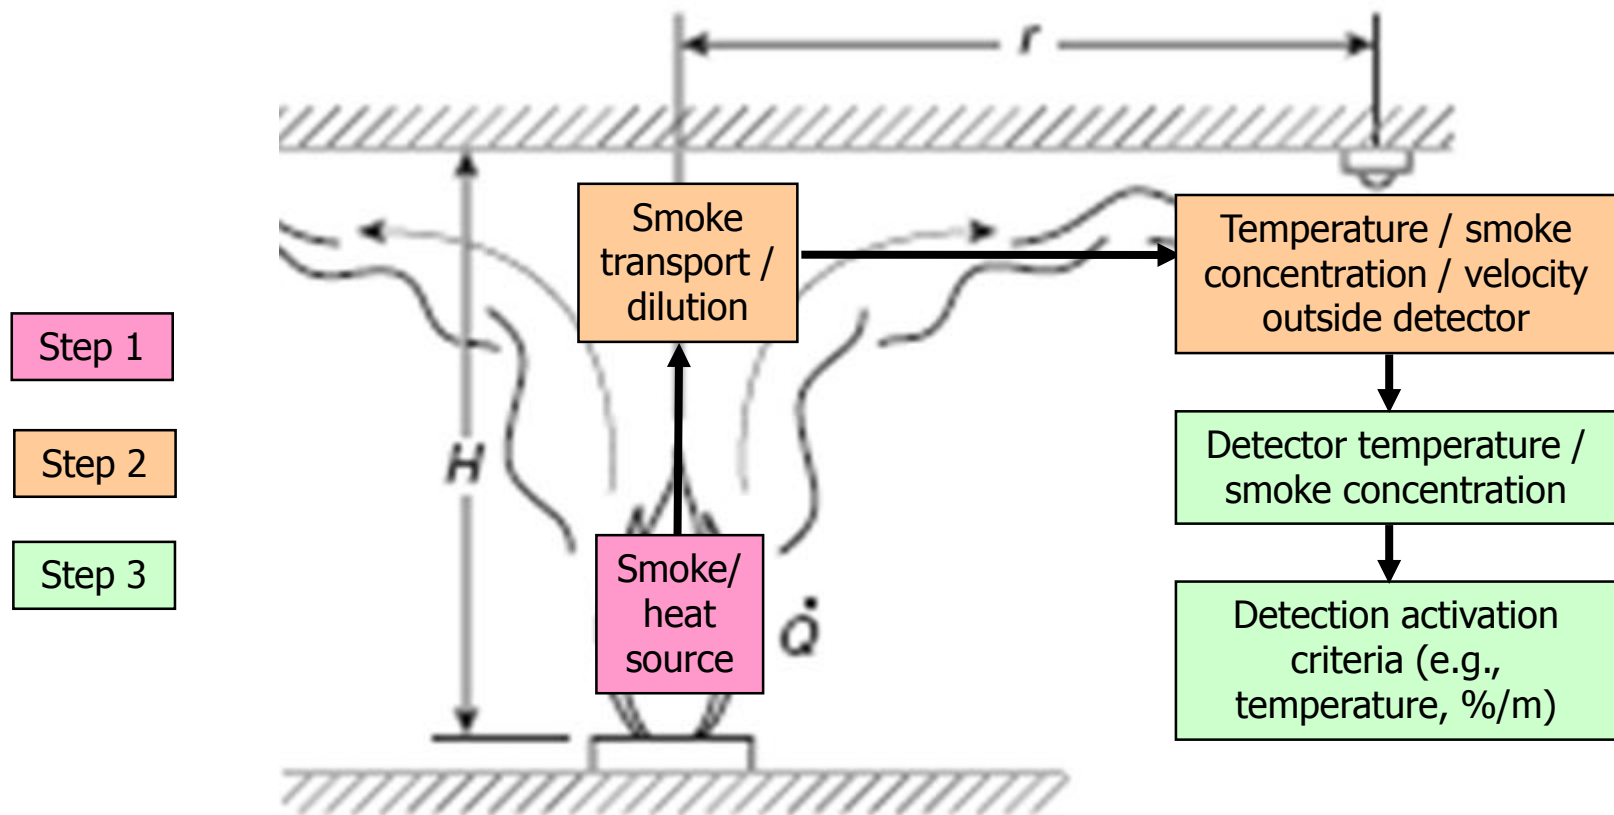 r
Smoke
transport /
dilution
Temperature / smoke
concentration / velocity
outside detector
Step 1
Step 2
H
Detector temperature /
smoke concentration
Step 3
Smoke/
heat
source
Q̇
Detection activation
criteria (e.g.,
temperature, %/m)